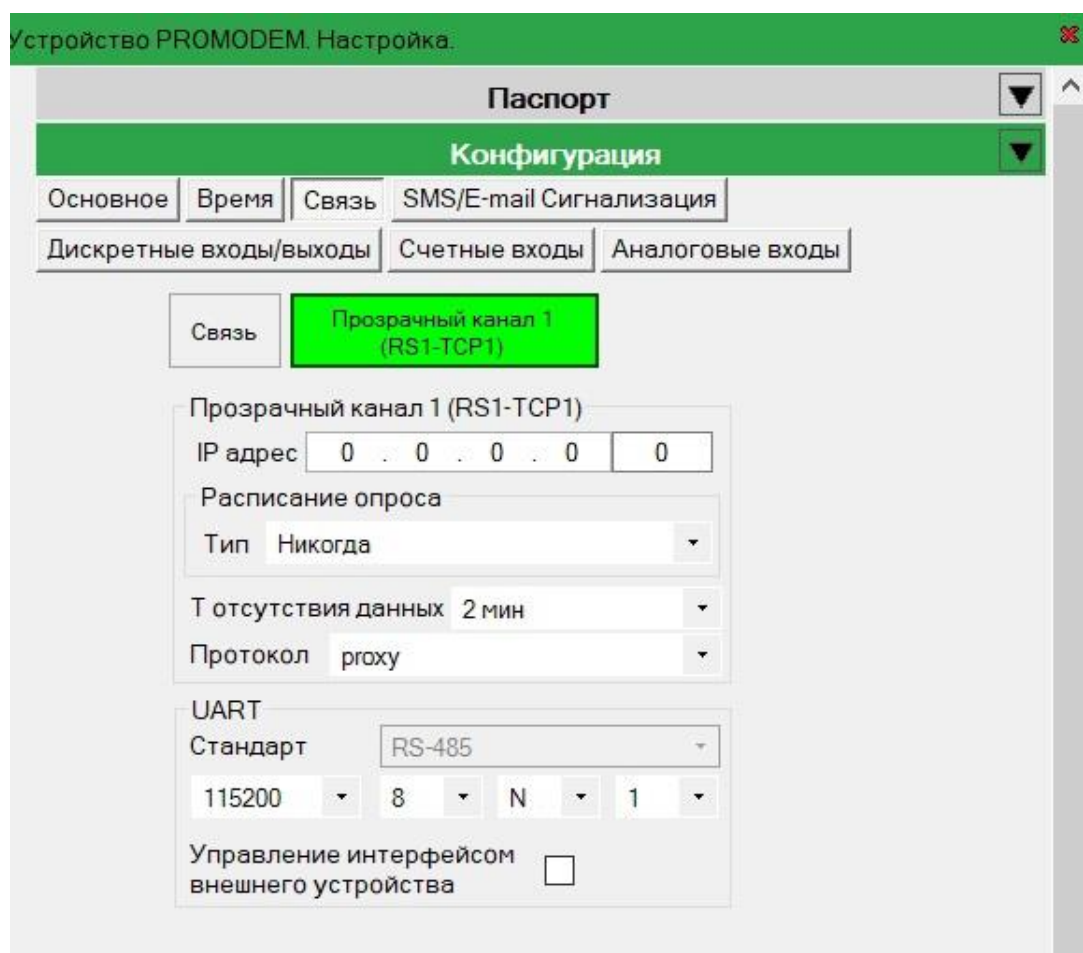 Устройство PROMODEM. Настройка.
Паспорт
Конфигурация
Основное Время Связь SMS/E-mail Сигнализация
Дискретные входы/выходы Счетные входы Аналоговые входы
Связь
Прозрачный канал 1
(RS1-TCP1)
Прозрачный канал 1 (RS1-TCP1)
IP адрес 0 . 0 . 0 . 0 0
Расписание опроса
Тип Никогда
Т отсутствия данных 2 мин
Протокол proxy
UART
Стандарт RS-485
115200 8 N 1
Управление интерфейсом
внешнего устройства